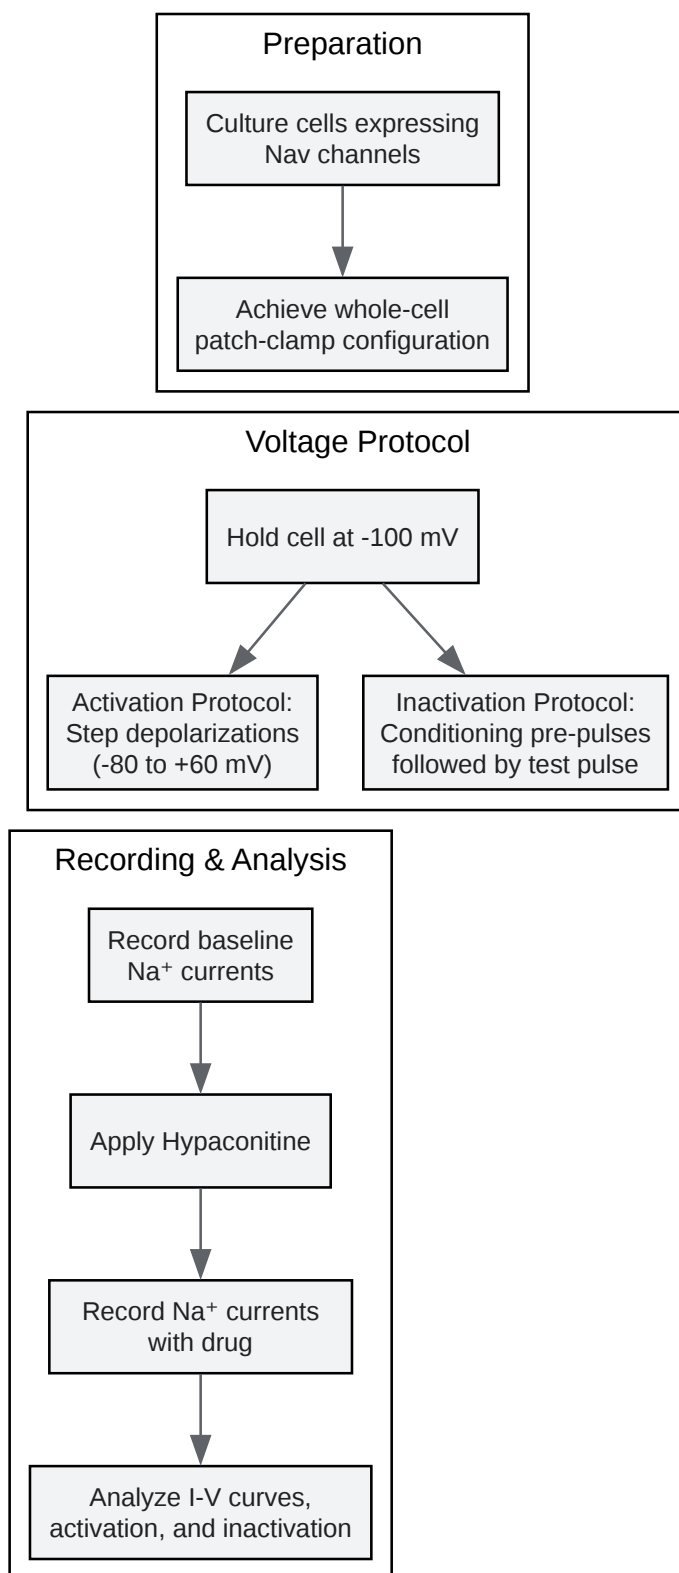 Preparation
Culture cells expressing
Nav channels
Achieve whole-cell
patch-clamp configuration
Voltage Protocol
Hold cell at -100 mV
Activation Protocol:
Step depolarizations
(-80 to +60 mV)
Inactivation Protocol:
Conditioning pre-pulses
followed by test pulse
Recording & Analysis
Record baseline
Na⁺ currents
Apply Hypaconitine
Record Na⁺ currents
with drug
Analyze I-V curves,
activation, and inactivation